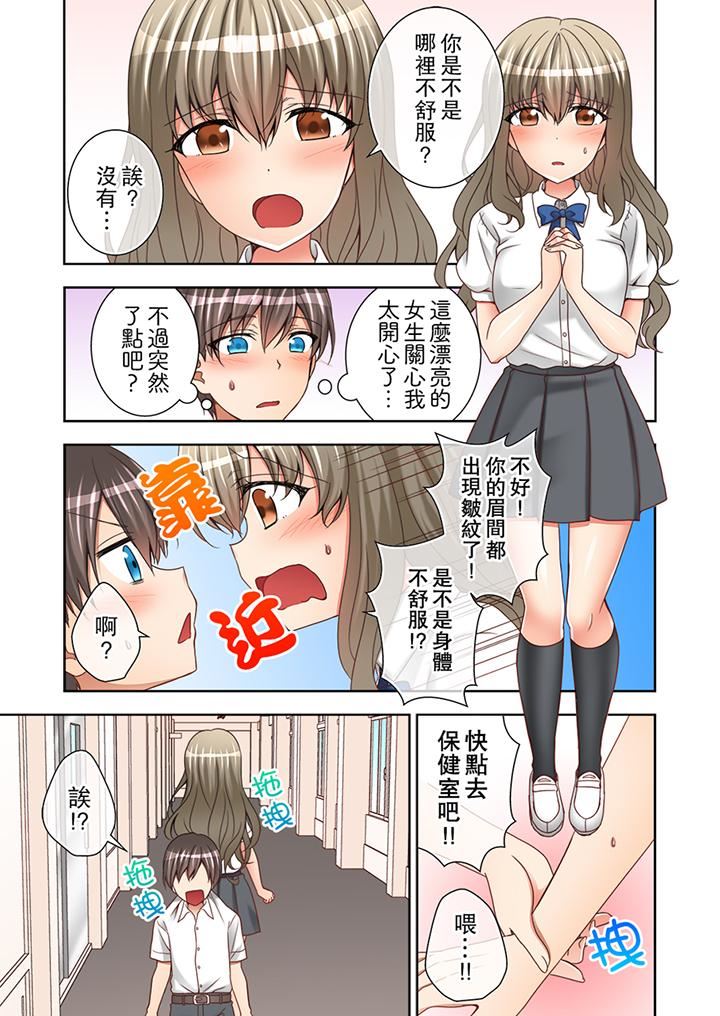 你是不是
哪裡不舒服?
誒?
沒有…
這麼漂亮的
女生關心我
太開心了…
不過突然
了點吧?
不好!
你的眉間都
出現皺紋了!
是不是身體
不舒服!?
靠
近
啊?
快點去
保健室吧!!
喂…!!
拽
拖
拽
誒!?
拖
拽